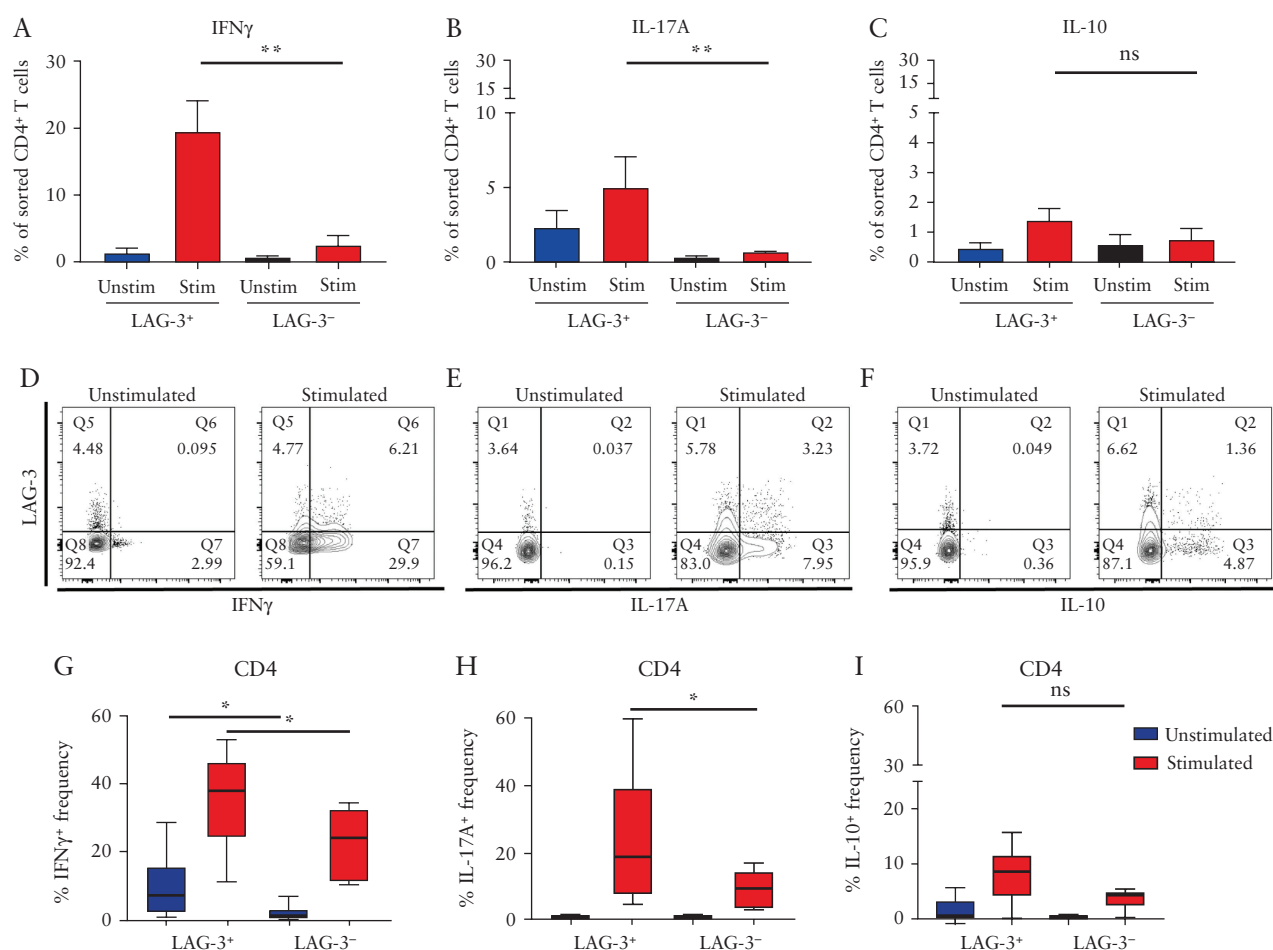 A
IFNγ
% of sorted CD4⁺ T cells
30
20
10
0
**
Unstim Stim Unstim Stim
LAG-3⁺ LAG-3⁻
B
IL-17A
% of sorted CD4⁺ T cells
30
15
10
5
0
**
Unstim Stim Unstim Stim
LAG-3⁺ LAG-3⁻
C
IL-10
% of sorted CD4⁺ T cells
30
15
6
5
4
3
2
1
0
ns
Unstim Stim Unstim Stim
LAG-3⁺ LAG-3⁻
D
Unstimulated Stimulated
LAG-3
Q5 Q6
4.48 0.095
Q8 Q7
92.4 2.99
Q5 Q6
4.77 6.21
Q8 Q7
59.1 29.9
IFNγ
E
Unstimulated Stimulated
Q1 Q2
3.64 0.037
Q4 Q3
96.2 0.15
Q1 Q2
5.78 3.23
Q4 Q3
83.0 7.95
IL-17A
F
Unstimulated Stimulated
Q1 Q2
3.72 0.049
Q4 Q3
95.9 0.36
Q1 Q2
6.62 1.36
Q4 Q3
87.1 4.87
IL-10
G
CD4
% IFNγ⁺ frequency
60
40
20
0
*
*
LAG-3⁺ LAG-3⁻
H
CD4
% IL-17A⁺ frequency
60
40
20
0
*
LAG-3⁺ LAG-3⁻
I
CD4
% IL-10⁺ frequency
60
30
20
10
0
ns
Unstimulated
Stimulated
LAG-3⁺ LAG-3⁻